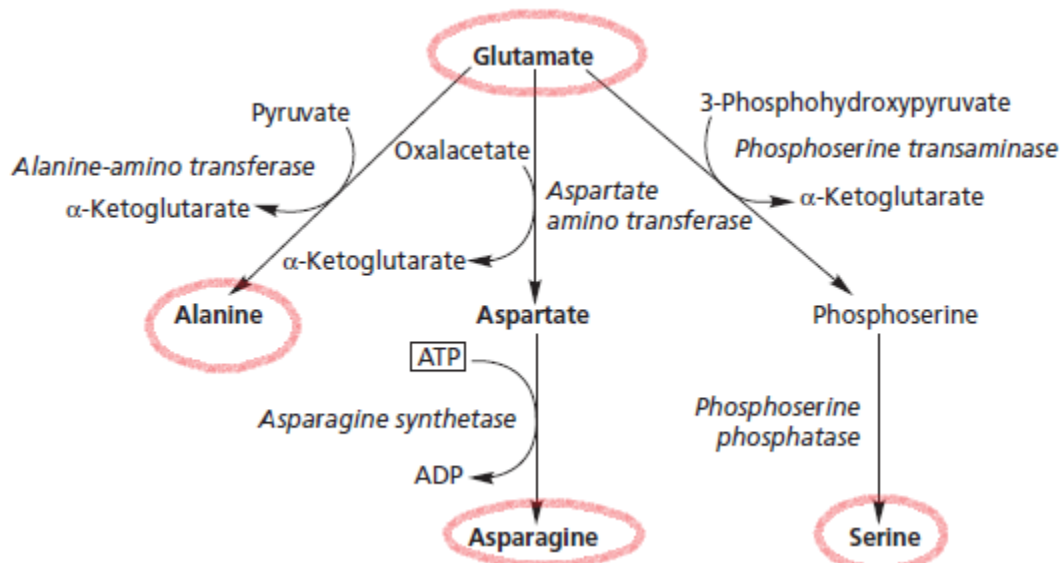 Glutamate
Pyruvate
3-Phosphohydroxypyruvate
Alanine-amino transferase
Oxalacetate
Phosphoserine transaminase
α-Ketoglutarate
Aspartate
amino transferase
α-Ketoglutarate
α-Ketoglutarate
Alanine
Aspartate
Phosphoserine
ATP
Asparagine synthetase
Phosphoserine
phosphatase
ADP
Asparagine
Serine